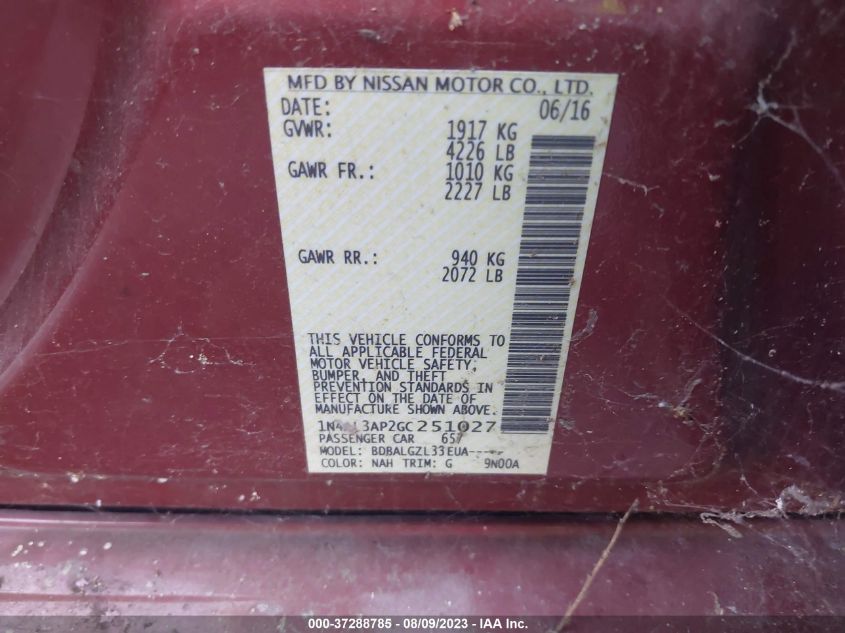 MFD BY NISSAN MOTOR CO., LTD.
DATE: 06/16
GVWR: 1917 KG
4226 LB
GAWR FR.: 1010 KG
2227 LB
GAWR RR.: 940 KG
2072 LB
THIS VEHICLE CONFORMS TO
ALL APPLICABLE FEDERAL
MOTOR VEHICLE SAFETY,
BUMPER, AND THEFT
PREVENTION STANDARDS IN
EFFECT ON THE DATE OF
MANUFACTURE SHOWN ABOVE.
PASSENGER CAR 657
MODEL: BDBALGZL33EUA-----
COLOR: NAH TRIM: G 9N00A
000-37288785 - 08/09/2023 - IAA Inc.